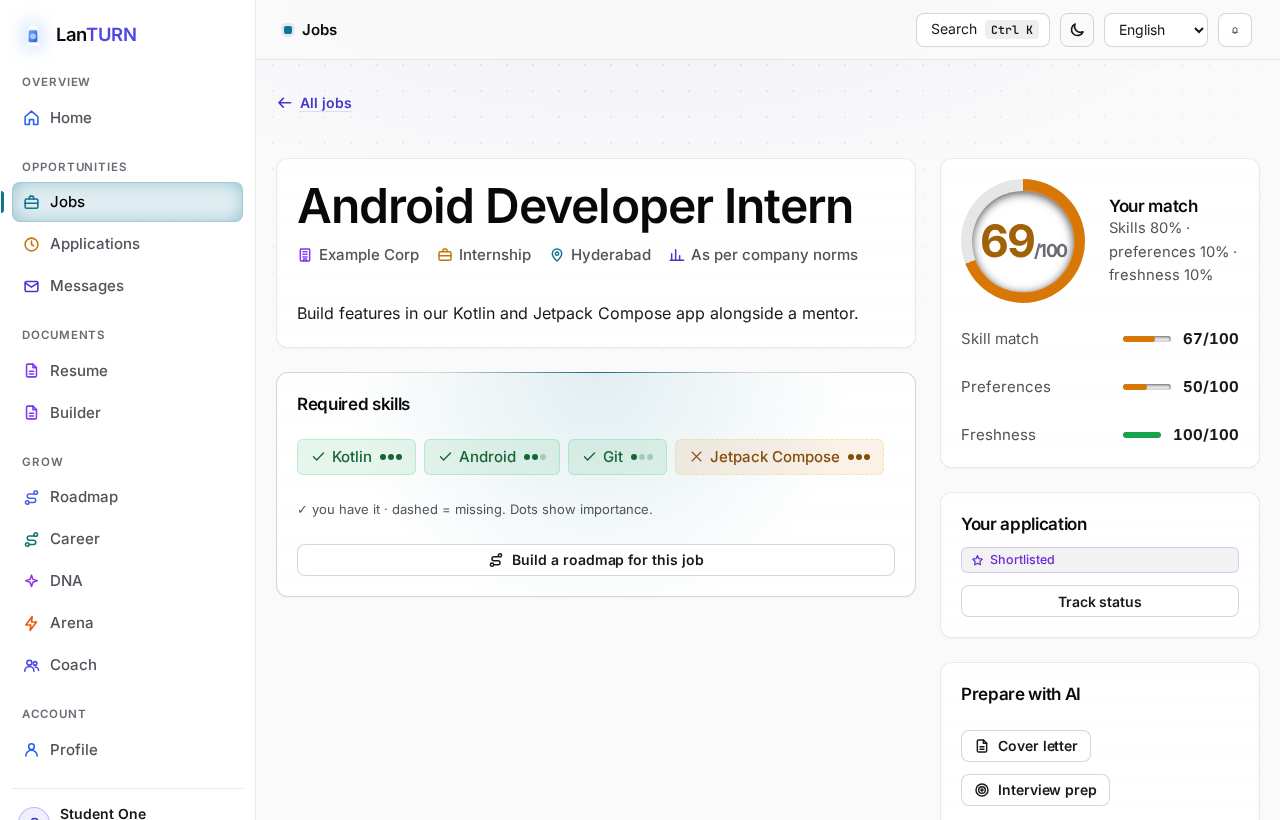 LanTURN
OVERVIEW
Home
OPPORTUNITIES
Jobs
Applications
Messages
DOCUMENTS
Resume
Builder
GROW
Roadmap
Career
DNA
Arena
Coach
ACCOUNT
Profile
Student One
Jobs
Search Ctrl K
English
All jobs
Android Developer Intern
Example Corp Internship Hyderabad As per company norms
Build features in our Kotlin and Jetpack Compose app alongside a mentor.
Required skills
Kotlin Android Git Jetpack Compose
✓ you have it · dashed = missing. Dots show importance.
Build a roadmap for this job
69/100
Your match
Skills 80% ·
preferences 10% ·
freshness 10%
Skill match 67/100
Preferences 50/100
Freshness 100/100
Your application
Shortlisted
Track status
Prepare with AI
Cover letter
Interview prep